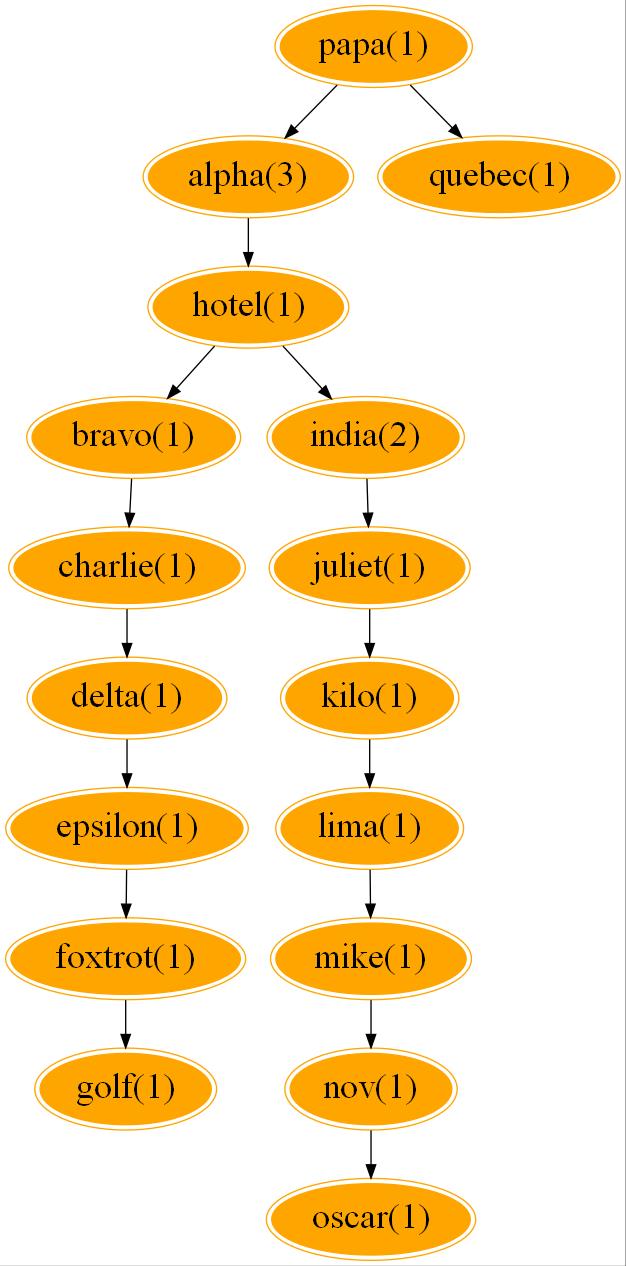 papa(1)
alpha(3)
quebec(1)
hotel(1)
bravo(1)
india(2)
charlie(1)
juliet(1)
delta(1)
kilo(1)
epsilon(1)
lima(1)
foxtrot(1)
mike(1)
golf(1)
nov(1)
oscar(1)